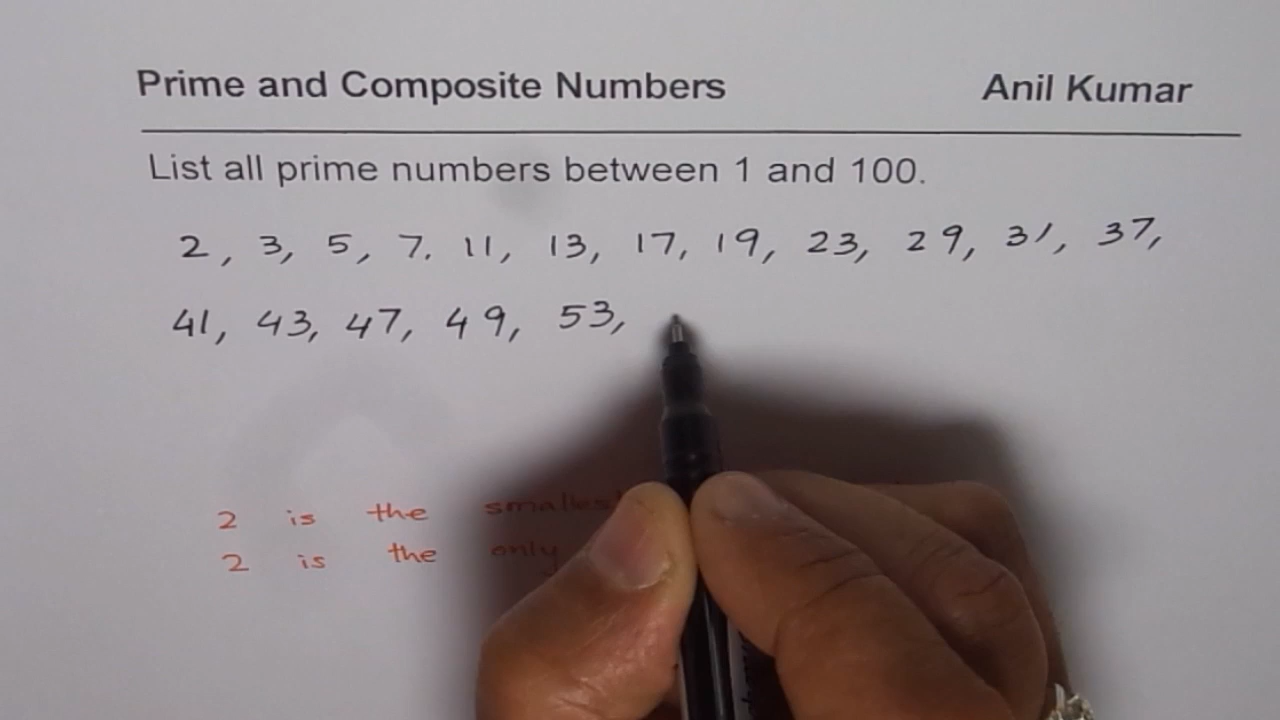 Prime and Composite Numbers Anil Kumar
List all prime numbers between 1 and 100.
2, 3, 5, 7. 11, 13, 17, 19, 23, 29, 31, 37,
41, 43, 47, 49, 53,
2 is the smallest
2 is the only